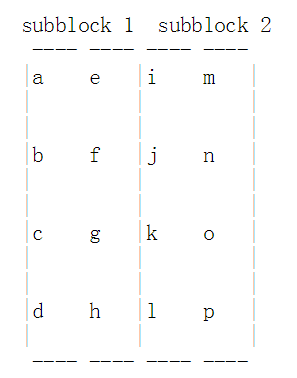 subblock 1  subblock 2
---- ---- ---- ----
|a   e   |i   m   |
|        |        |
|        |        |
|b   f   |j   n   |
|        |        |
|        |        |
|c   g   |k   o   |
|        |        |
|        |        |
|d   h   |l   p   |
|        |        |
---- ---- ---- ----